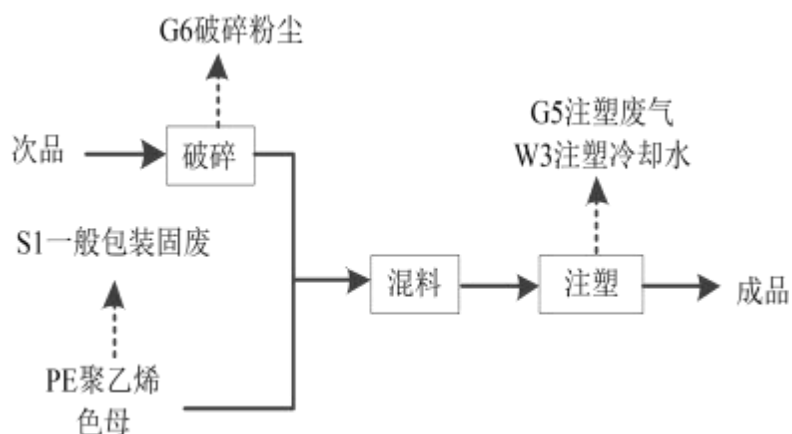 G6破碎粉尘
G5注塑废气
W3注塑冷却水
次品
破碎
S1一般包装固废
混料
注塑
成品
PE聚乙烯
色母